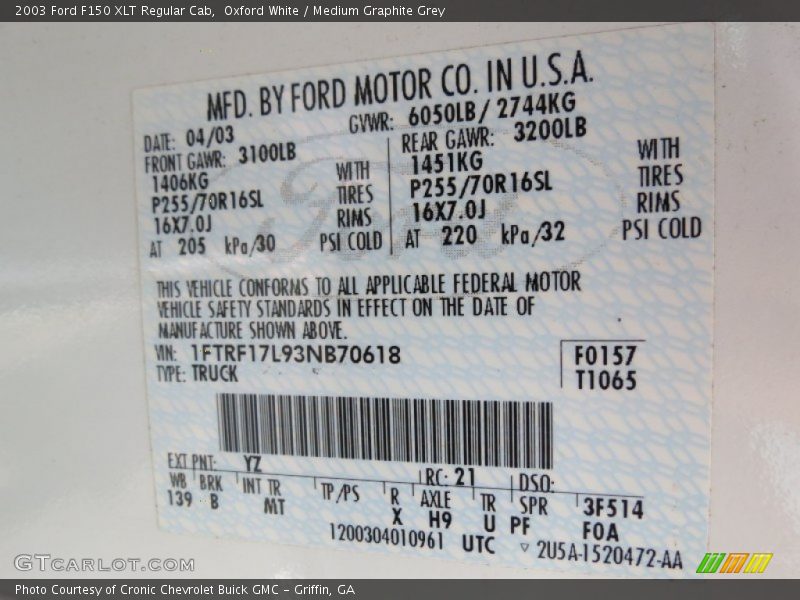 2003 Ford F150 XLT Regular Cab,  Oxford White / Medium Graphite Grey
MFD. BY FORD MOTOR CO. IN U.S.A.
DATE: 04/03 GVWR: 6050LB/ 2744KG
FRONT GAWR: 3100LB REAR GAWR: 3200LB
1406KG WITH 1451KG WITH
P255/70R16SL TIRES P255/70R16SL TIRES
16X7.0J RIMS 16X7.0J RIMS
AT 205 kPa/30 PSI COLD AT 220 kPa/32 PSI COLD
THIS VEHICLE CONFORMS TO ALL APPLICABLE FEDERAL MOTOR
VEHICLE SAFETY STANDARDS IN EFFECT ON THE DATE OF
MANUFACTURE SHOWN ABOVE.
VIN: 1FTRF17L93NB70618 F0157
TYPE: TRUCK T1065
EXT PNT: YZ RC: 21 DSO:
WB BRK INT TR TP/PS R AXLE TR SPR 3F514
139 B MT X H9 U PF F0A
1200304010961 UTC ▽ 2U5A-1520472-AA
Ford
GTCARLOT.COM
Photo Courtesy of Cronic Chevrolet Buick GMC - Griffin, GA